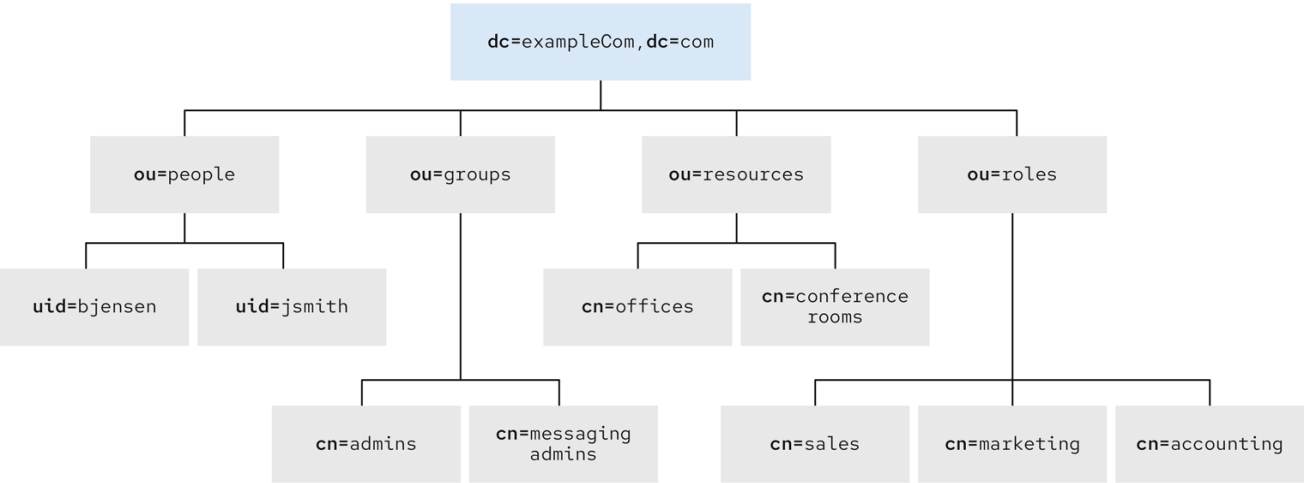 dc=exampleCom,dc=com
ou=people
ou=groups
ou=resources
ou=roles
uid=bjensen
uid=jsmith
cn=offices
cn=conference
rooms
cn=admins
cn=messaging
admins
cn=sales
cn=marketing
cn=accounting